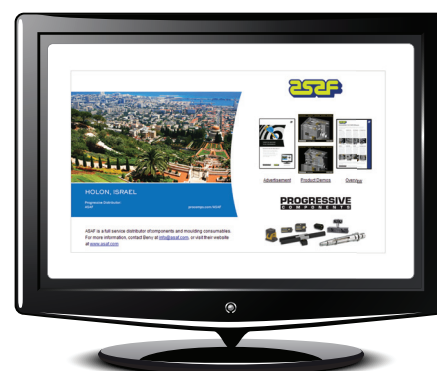 asaf
HOLON, ISRAEL
Progressive Distributor:
ASAF
procomps.com/ASAF
Advertisement
Product Demos
Overview
PROGRESSIVE
COMPONENTS
ASAF is a full service distributor of components and moulding consumables.
For more information, contact Beny at info@asaf.com, or visit their website
at www.asaf.com